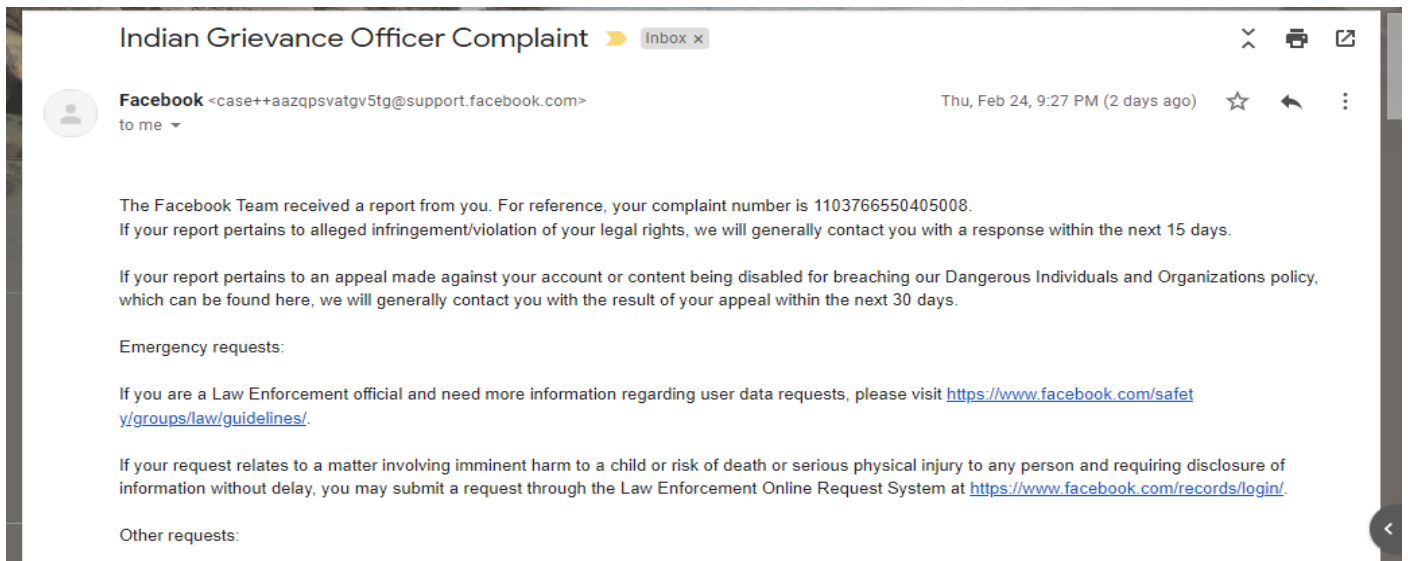 Indian Grievance Officer Complaint Inbox x
Facebook <case++aazqpsvatgv5tg@support.facebook.com> Thu, Feb 24, 9:27 PM (2 days ago)
to me
The Facebook Team received a report from you. For reference, your complaint number is 1103766550405008.
If your report pertains to alleged infringement/violation of your legal rights, we will generally contact you with a response within the next 15 days.
If your report pertains to an appeal made against your account or content being disabled for breaching our Dangerous Individuals and Organizations policy,
which can be found here, we will generally contact you with the result of your appeal within the next 30 days.
Emergency requests:
If you are a Law Enforcement official and need more information regarding user data requests, please visit https://www.facebook.com/safet
y/groups/law/guidelines/.
If your request relates to a matter involving imminent harm to a child or risk of death or serious physical injury to any person and requiring disclosure of
information without delay, you may submit a request through the Law Enforcement Online Request System at https://www.facebook.com/records/login/.
Other requests: